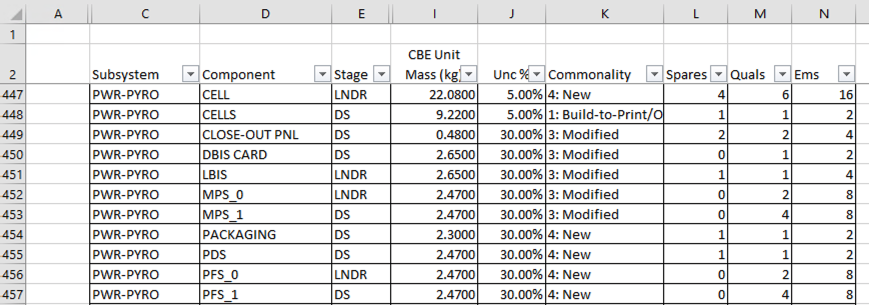 A C D E I J K L M N
1
CBE Unit
2 Subsystem Component Stage Mass (kg) Unc % Commonality Spares Quals Ems
447 PWR-PYRO CELL LNDR 22.0800 5.00% 4: New 4 6 16
448 PWR-PYRO CELLS DS 9.2200 5.00% 1: Build-to-Print/O 1 1 2
449 PWR-PYRO CLOSE-OUT PNL DS 0.4800 30.00% 3: Modified 2 2 4
450 PWR-PYRO DBIS CARD DS 2.6500 30.00% 3: Modified 0 1 2
451 PWR-PYRO LBIS LNDR 2.6500 30.00% 3: Modified 1 1 4
452 PWR-PYRO MPS_0 LNDR 2.4700 30.00% 3: Modified 0 2 8
453 PWR-PYRO MPS_1 DS 2.4700 30.00% 3: Modified 0 4 8
454 PWR-PYRO PACKAGING DS 2.3000 30.00% 4: New 1 1 2
455 PWR-PYRO PDS DS 2.4700 30.00% 4: New 1 1 2
456 PWR-PYRO PFS_0 LNDR 2.4700 30.00% 4: New 0 2 8
457 PWR-PYRO PFS_1 DS 2.4700 30.00% 4: New 0 4 8